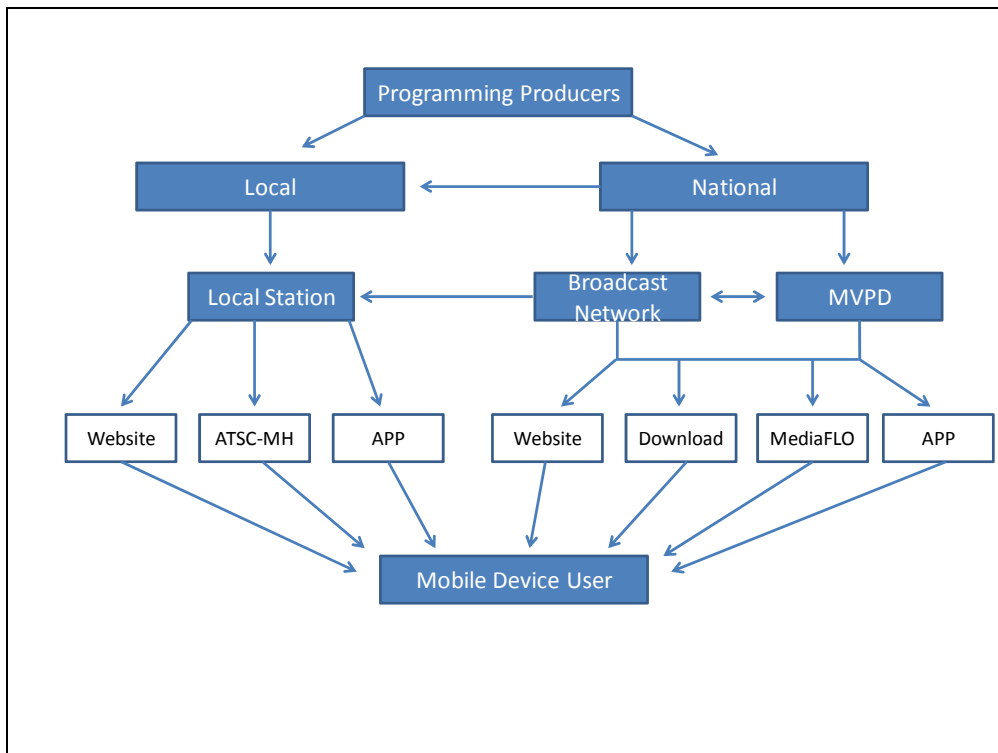 Programming Producers
Local
National
Local Station
Broadcast
Network
MVPD
Website
ATSC-MH
APP
Website
Download
MediaFLO
APP
Mobile Device User